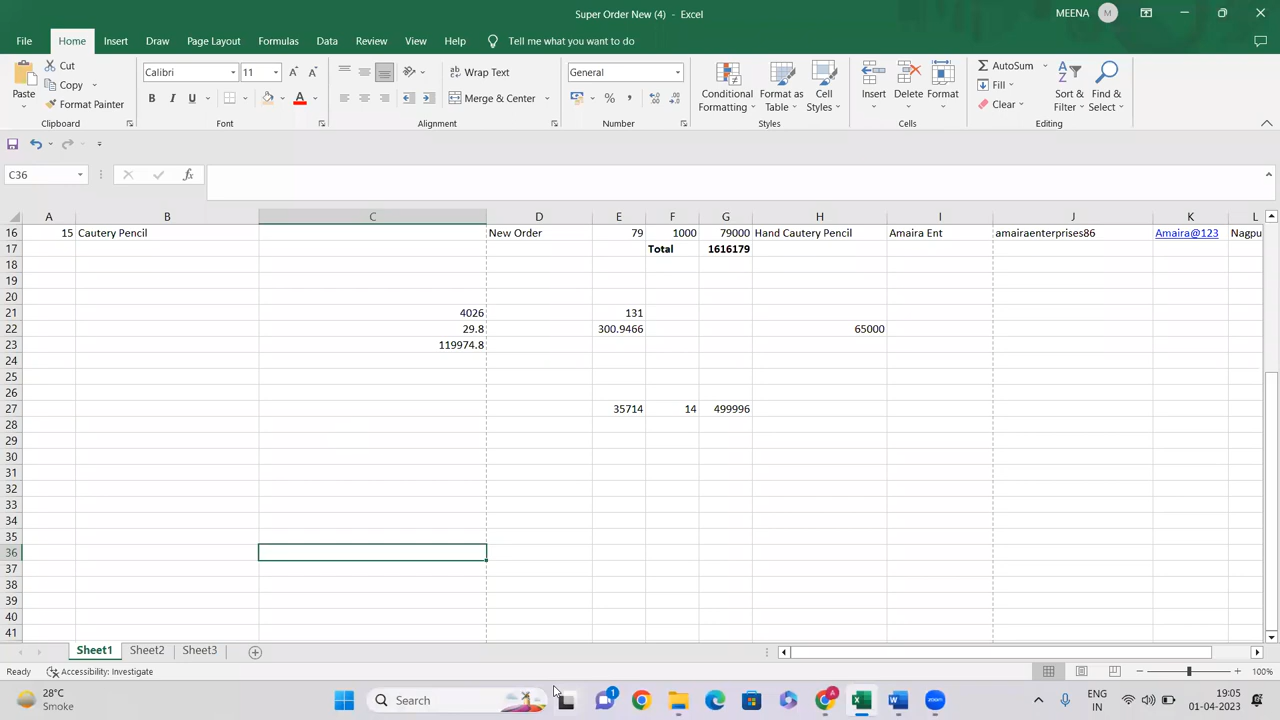 Super Order New (4) - Excel
MEENA M
File Home Insert Draw Page Layout Formulas Data Review View Help Tell me what you want to do
Paste Cut Copy Format Painter
Calibri 11
B I U A
Wrap Text
Merge & Center
General
% ,
Conditional Formatting Format as Table Cell Styles
Insert Delete Format
AutoSum Fill Clear
Sort & Filter Find & Select
Clipboard Font Alignment Number Styles Cells Editing
C36 fx
A B C D E F G H I J K L
16 15 Cautery Pencil New Order 79 1000 79000 Hand Cautery Pencil Amaira Ent amairaenterprises86 Amaira@123 Nagpu
17 Total 1616179
18
19
20
21 4026 131
22 29.8 300.9466 65000
23 119974.8
24
25
26
27 35714 14 499996
28
29
30
31
32
33
34
35
36
37
38
39
40
41
Sheet1 Sheet2 Sheet3
Ready Accessibility: Investigate 100%
28°C
Smoke
Search
1
A
ENG
IN
19:05
01-04-2023